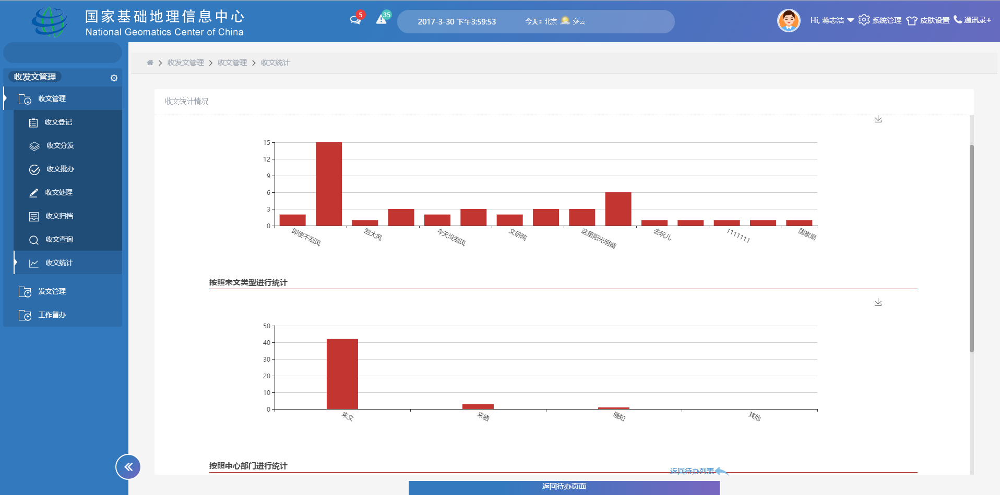 国家基础地理信息中心
National Geomatics Center of China
5
35
2017-3-30 下午3:59:53
今天: 北京 多云
Hi, 蒋志浩
系统管理
皮肤设置
通讯录+
收发文管理
收文管理
收文登记
收文分发
收文批办
收文处理
收文归档
收文查询
收文统计
发文管理
工作督办
收发文管理
收文管理
收文统计
收文统计情况
15
12
9
6
3
0
即使不刮风
刮大风
今天没刮风
文研院
这里阳光明媚
去玩儿
1111111
国家局
按照来文类型进行统计
50
40
30
20
10
0
来文
来函
通知
其他
按照中心部门进行统计
返回待办列表
返回待办页面